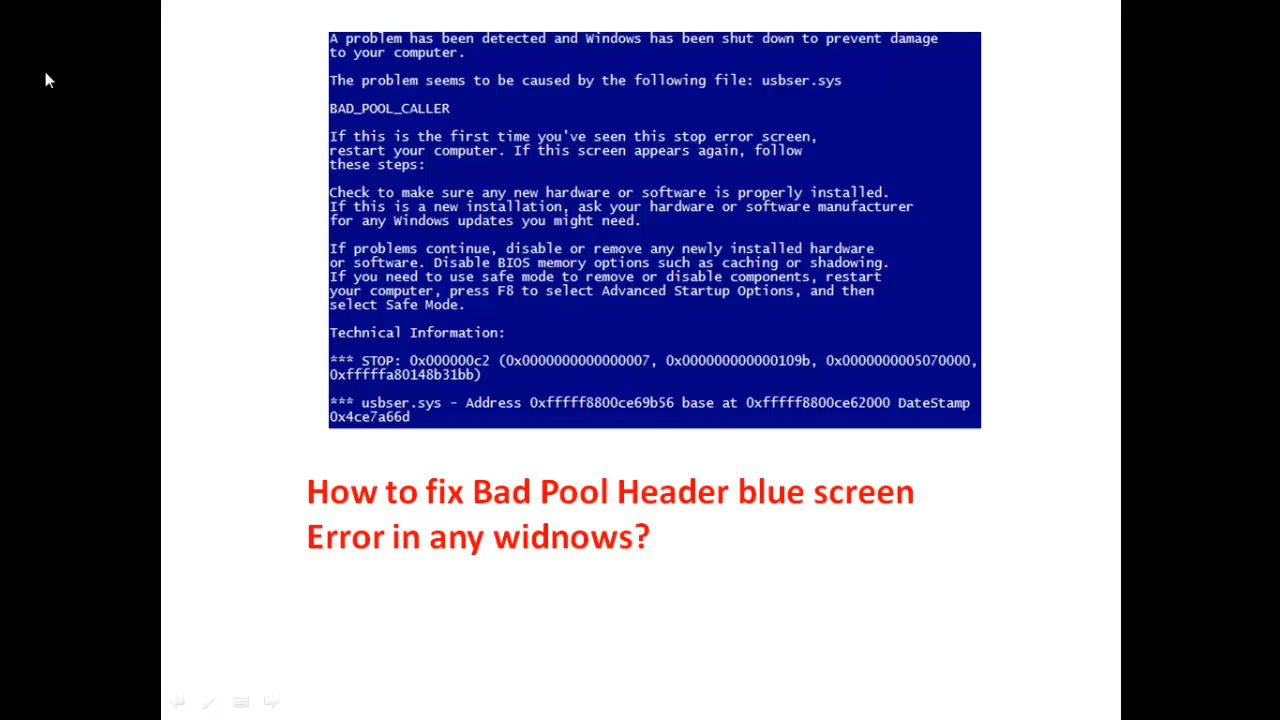 A problem has been detected and Windows has been shut down to prevent damage
to your computer.
The problem seems to be caused by the following file: usbser.sys
BAD_POOL_CALLER
If this is the first time you've seen this stop error screen,
restart your computer. If this screen appears again, follow
these steps:
Check to make sure any new hardware or software is properly installed.
If this is a new installation, ask your hardware or software manufacturer
for any Windows updates you might need.
If problems continue, disable or remove any newly installed hardware
or software. Disable BIOS memory options such as caching or shadowing.
If you need to use safe mode to remove or disable components, restart
your computer, press F8 to select Advanced Startup Options, and then
select Safe Mode.
Technical Information:
*** STOP: 0x000000c2 (0x0000000000000007, 0x000000000000109b, 0x0000000005070000,
0xfffffa80148b31bb)
*** usbser.sys - Address 0xfffff8800ce69b56 base at 0xfffff8800ce62000 DateStamp
0x4ce7a66d
How to fix Bad Pool Header blue screen
Error in any widnows?